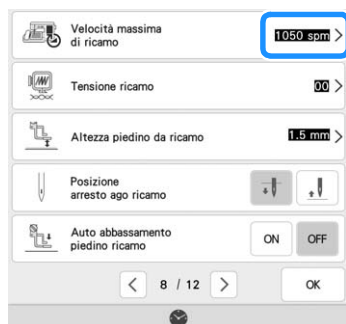 Velocità massima
di ricamo
1050 spm
Tensione ricamo
00
Altezza piedino da ricamo
1.5 mm
Posizione
arresto ago ricamo
Auto abbassamento
piedino ricamo
ON
OFF
8 / 12
OK